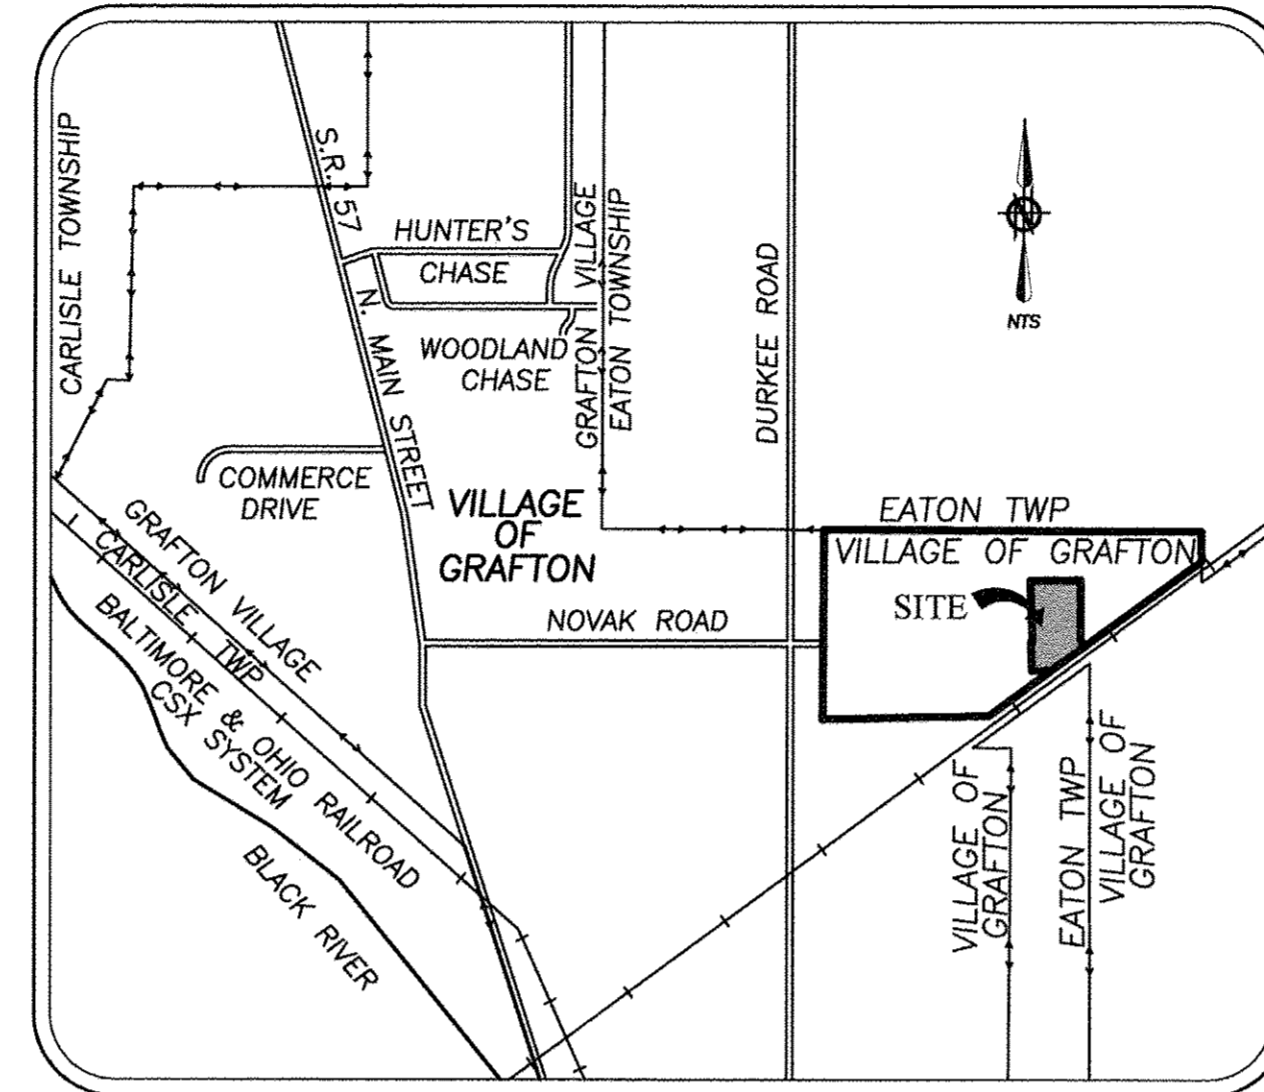 CARLISLE TOWNSHIP
S.R. 57
N. MAIN STREET
HUNTER'S
CHASE
WOODLAND
CHASE
GRAFTON VILLAGE
EATON TOWNSHIP
DURKEE ROAD
N
NTS
COMMERCE
DRIVE
VILLAGE
OF
GRAFTON
EATON TWP
VILLAGE OF GRAFTON
SITE
NOVAK ROAD
GRAFTON VILLAGE
CARLISLE TWP
BALTIMORE & OHIO RAILROAD
CSX SYSTEM
BLACK RIVER
VILLAGE OF
GRAFTON
EATON TWP
VILLAGE OF
GRAFTON